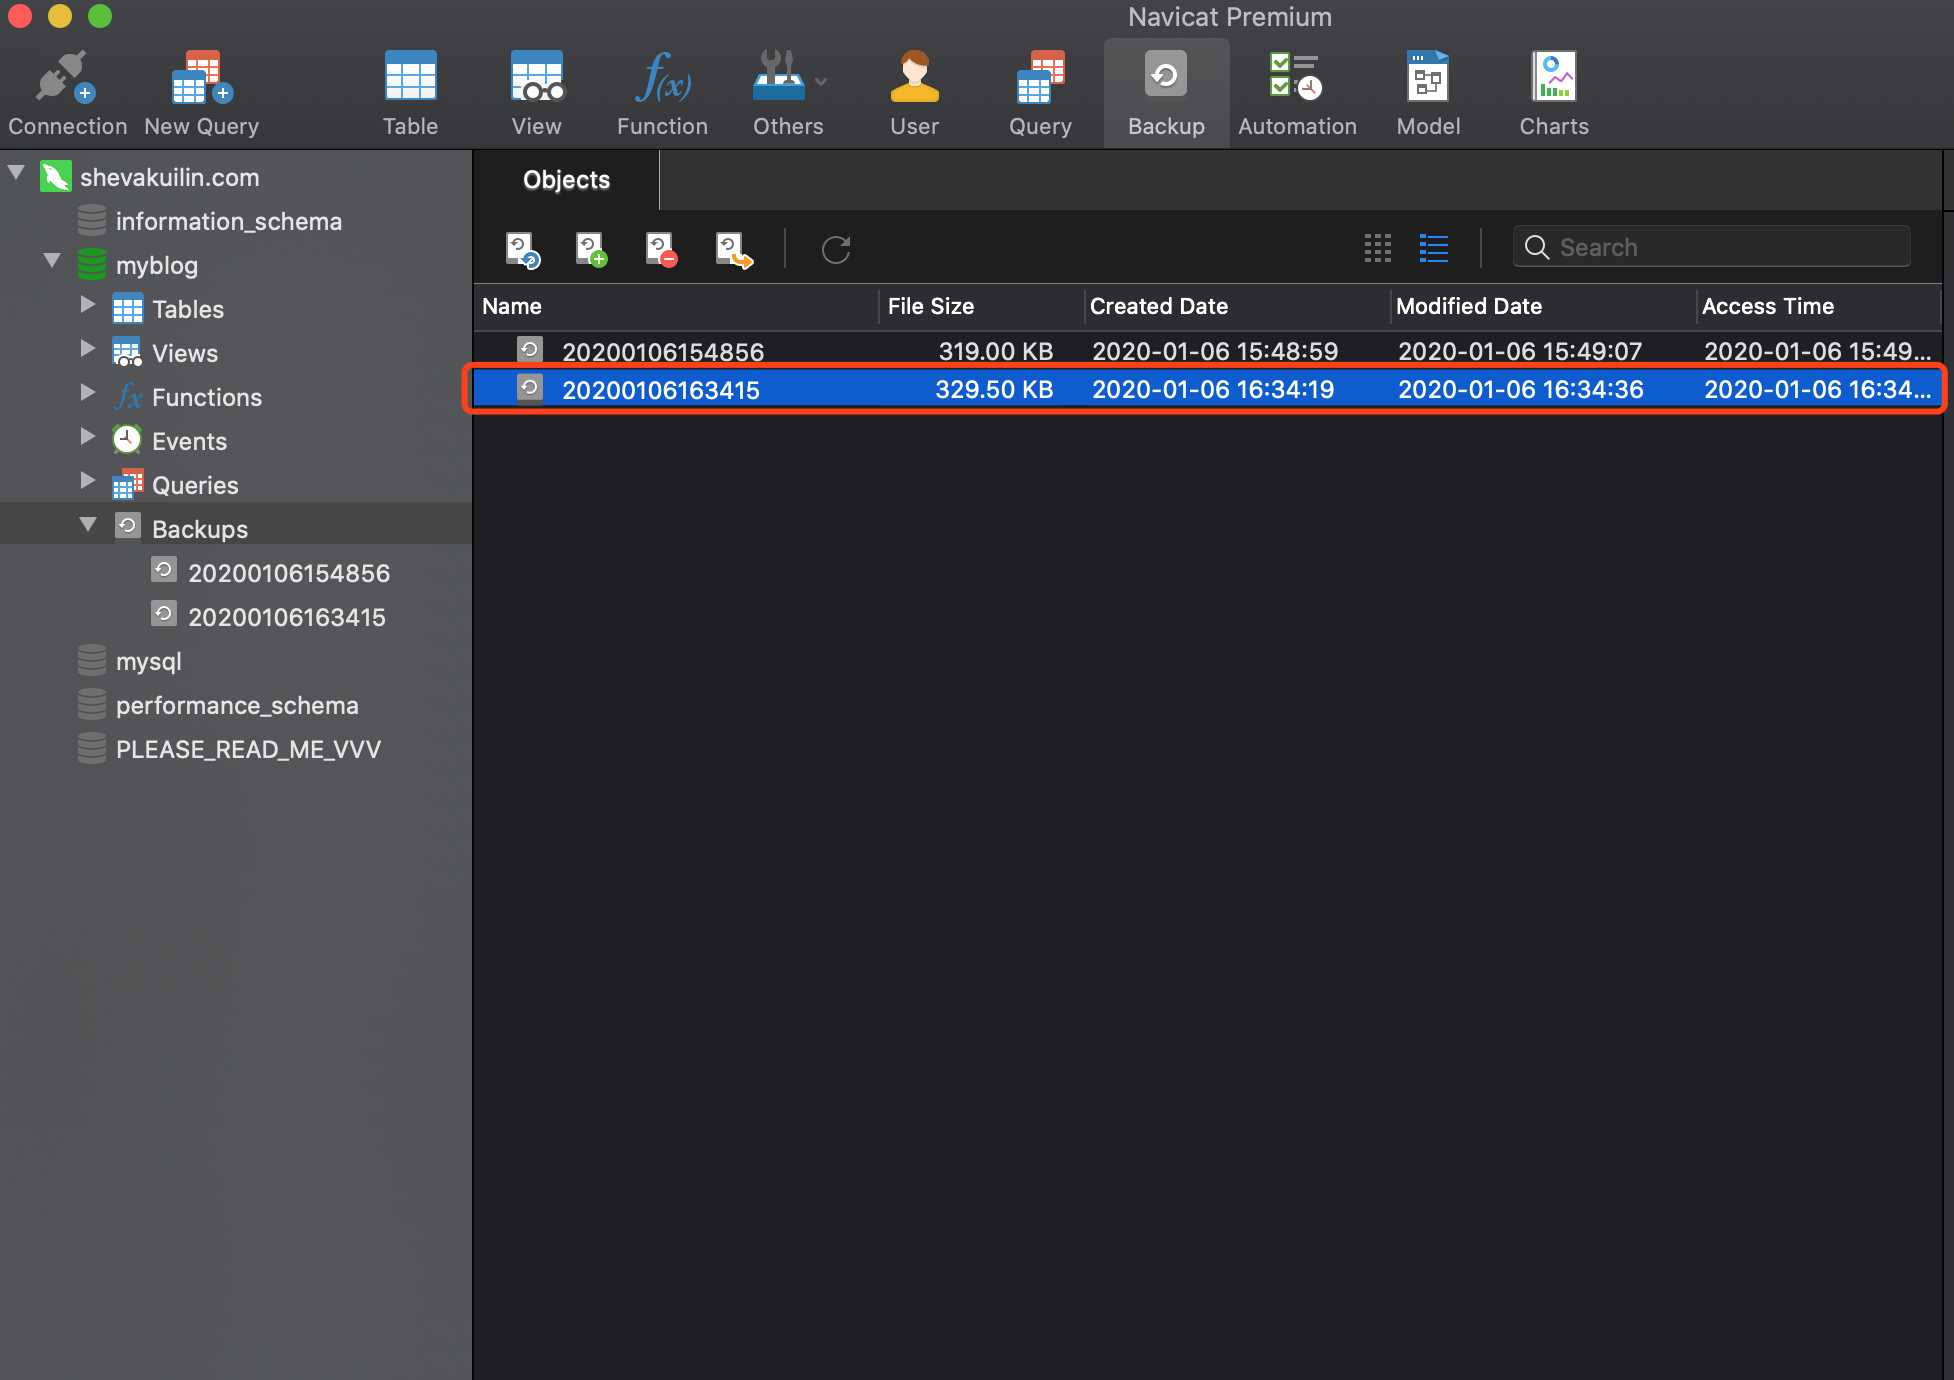 Navicat Premium
Connection New Query Table View Function Others User Query Backup Automation Model Charts
shevakuilin.com
information_schema
myblog
Tables
Views
Functions
Events
Queries
Backups
20200106154856
20200106163415
mysql
performance_schema
PLEASE_READ_ME_VVV
Objects
Search
Name File Size Created Date Modified Date Access Time
20200106154856 319.00 KB 2020-01-06 15:48:59 2020-01-06 15:49:07 2020-01-06 15:49...
20200106163415 329.50 KB 2020-01-06 16:34:19 2020-01-06 16:34:36 2020-01-06 16:34...